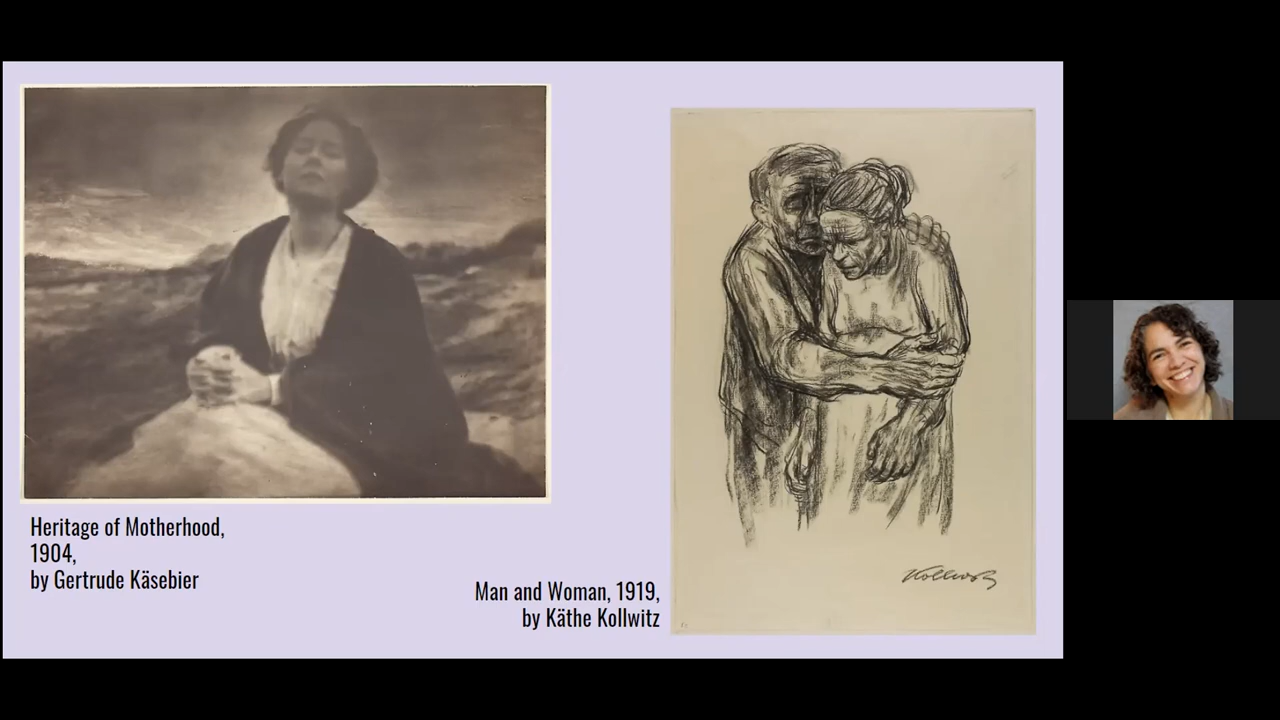 Heritage of Motherhood,
1904,
by Gertrude Käsebier
Man and Woman, 1919,
by Käthe Kollwitz
Kollwitz